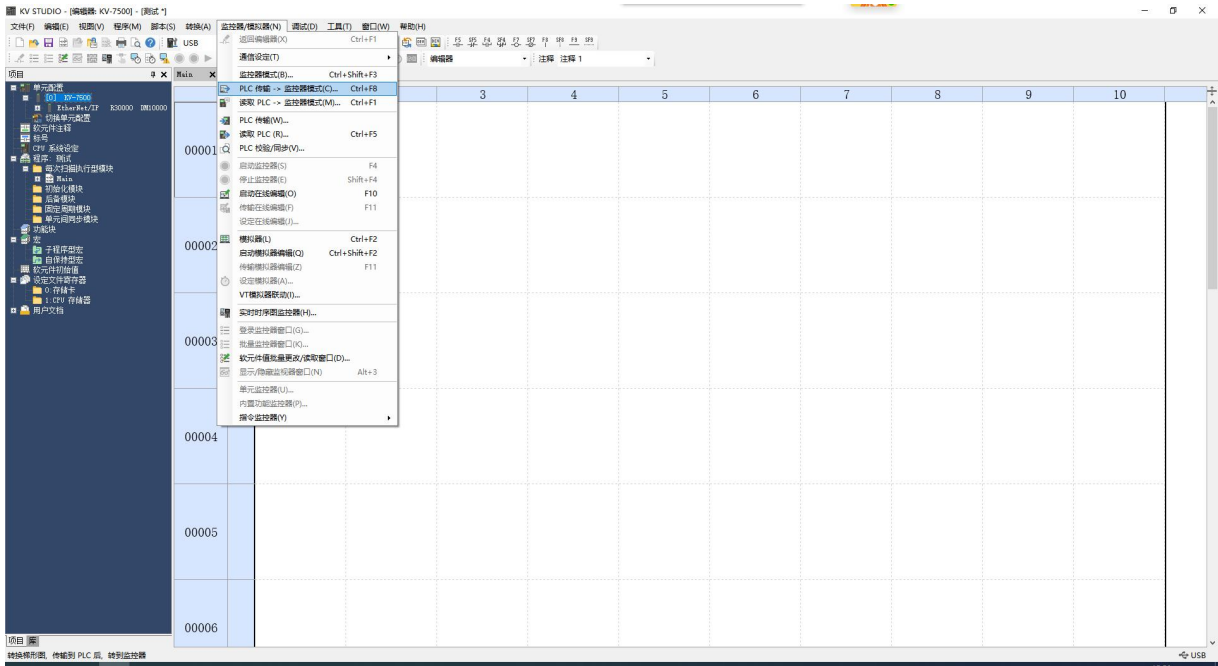 KV STUDIO - [编辑器: KV-7500] - [测试 *]
文件(F) 编辑(E) 视图(V) 程序(M) 脚本(S) 转换(A) 监控器/模拟器(N) 调试(D) 工具(T) 窗口(W) 帮助(H)
USB
编辑器 注释 注释 1
项目
Main
单元配置
[0] KV-7500
EtherNet/IP R30000 DM10000
切换单元配置
软元件注释
标号
CPU 系统设定
程序: 测试
每次扫描执行型模块
Main
初始化模块
后备模块
固定周期模块
单元间同步模块
功能块
宏
子程序型宏
自保持型宏
软元件初始值
设定文件寄存器
0:存储卡
1:CPU 存储器
用户文档
返回编辑器(X) Ctrl+F1
通信设定(T)
监控器模式(B)... Ctrl+Shift+F3
PLC 传输 -> 监控器模式(C)... Ctrl+F8
读取 PLC -> 监控器模式(M)... Ctrl+F1
PLC 传输(W)...
读取 PLC (R)... Ctrl+F5
PLC 校验/同步(V)...
启动监控器(S) F4
停止监控器(E) Shift+F4
启动在线编辑(O) F10
传输在线编辑(F) F11
设定在线编辑(J)...
模拟器(L) Ctrl+F2
启动模拟器编辑(Q) Ctrl+Shift+F2
传输模拟器编辑(Z) F11
设定模拟器(A)...
VT模拟器联动(I)...
实时时序图监控器(H)...
登录监控器窗口(G)...
批量监控器窗口(K)...
软元件值批量更改/读取窗口(D)...
显示/隐藏监视器窗口(N) Alt+3
单元监控器(U)...
内置功能监控器(P)...
指令监控器(Y)
3 4 5 6 7 8 9 10
00001
00002
00003
00004
00005
00006
项目 库
转换梯形图, 传输到 PLC 后, 转到监控器
USB